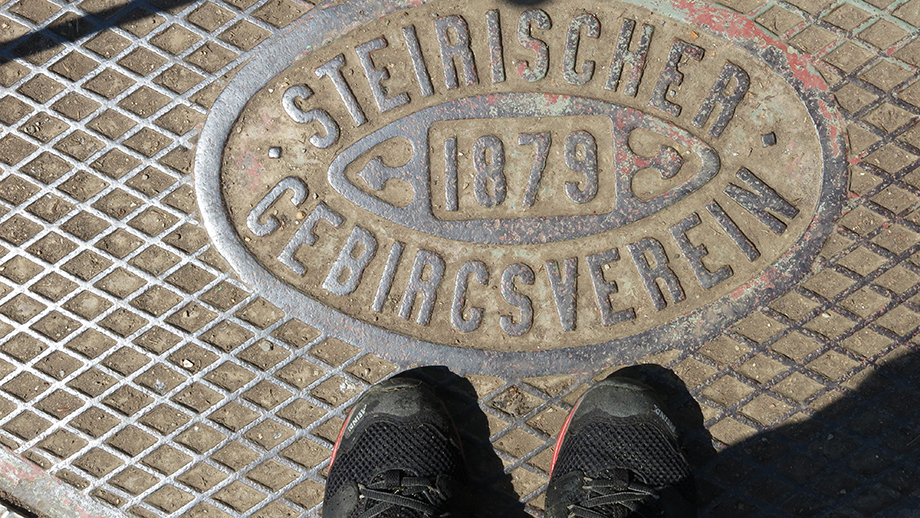 STEIRISCHER
1879
GEBIRGSVEREIN